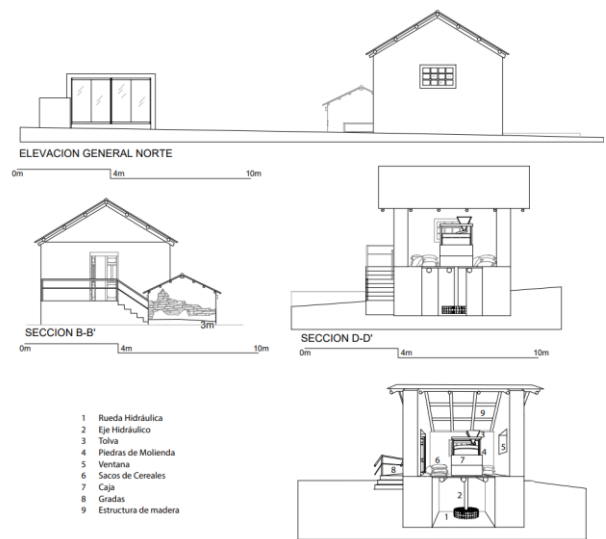 ELEVACION GENERAL NORTE
0m 4m 10m
3m
SECCION B-B'
0m 4m 10m
SECCION D-D'
0m 4m 10m
1 Rueda Hidráulica
2 Eje Hidráulico
3 Tolva
4 Piedras de Molienda
5 Ventana
6 Sacos de Cereales
7 Caja
8 Gradas
9 Estructura de madera
9
3
4
5
6
7
8
2
1